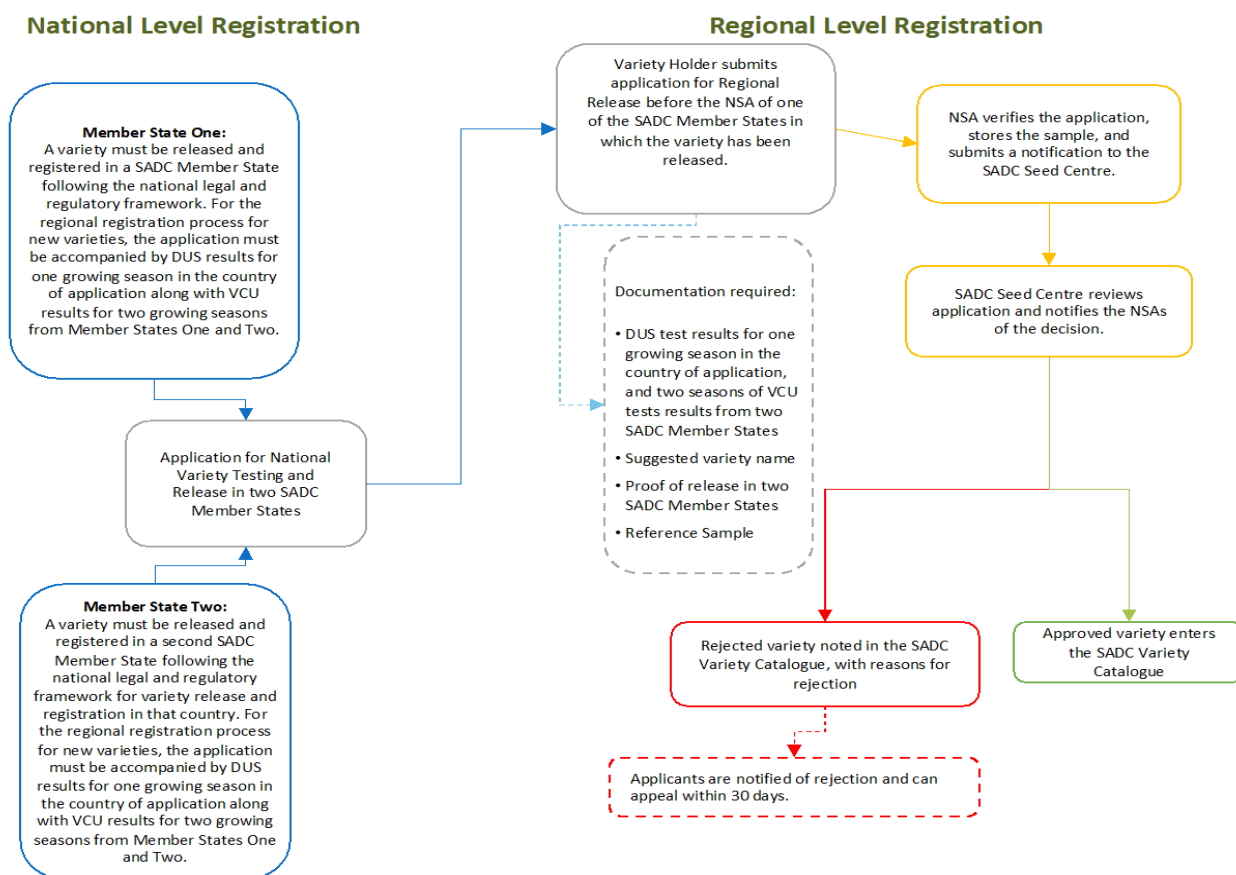 National Level Registration
Regional Level Registration
Member State One:
A variety must be released and
registered in a SADC Member State
following the national legal and
regulatory framework. For the
regional registration process for
new varieties, the application must
be accompanied by DUS results for
one growing season in the country
of application along with VCU
results for two growing seasons
from Member States One and Two.
Application for National
Variety Testing and
Release in two SADC
Member States
Member State Two:
A variety must be released and
registered in a second SADC
Member State following the
national legal and regulatory
framework for variety release and
registration in that country. For
the regional registration process
for new varieties, the application
must be accompanied by DUS
results for one growing season in
the country of application along
with VCU results for two growing
seasons from Member States One
and Two.
Variety Holder submits
application for Regional
Release before the NSA of one
of the SADC Member States in
which the variety has been
released.
NSA verifies the application,
stores the sample, and
submits a notification to the
SADC Seed Centre.
Documentation required:
• DUS test results for one
growing season in the
country of application,
and two seasons of VCU
tests results from two
SADC Member States
• Suggested variety name
• Proof of release in two
SADC Member States
• Reference Sample
SADC Seed Centre reviews
application and notifies the NSAs
of the decision.
Rejected variety noted in the SADC
Variety Catalogue, with reasons for
rejection
Approved variety enters
the SADC Variety
Catalogue
Applicants are notified of rejection and can
appeal within 30 days.